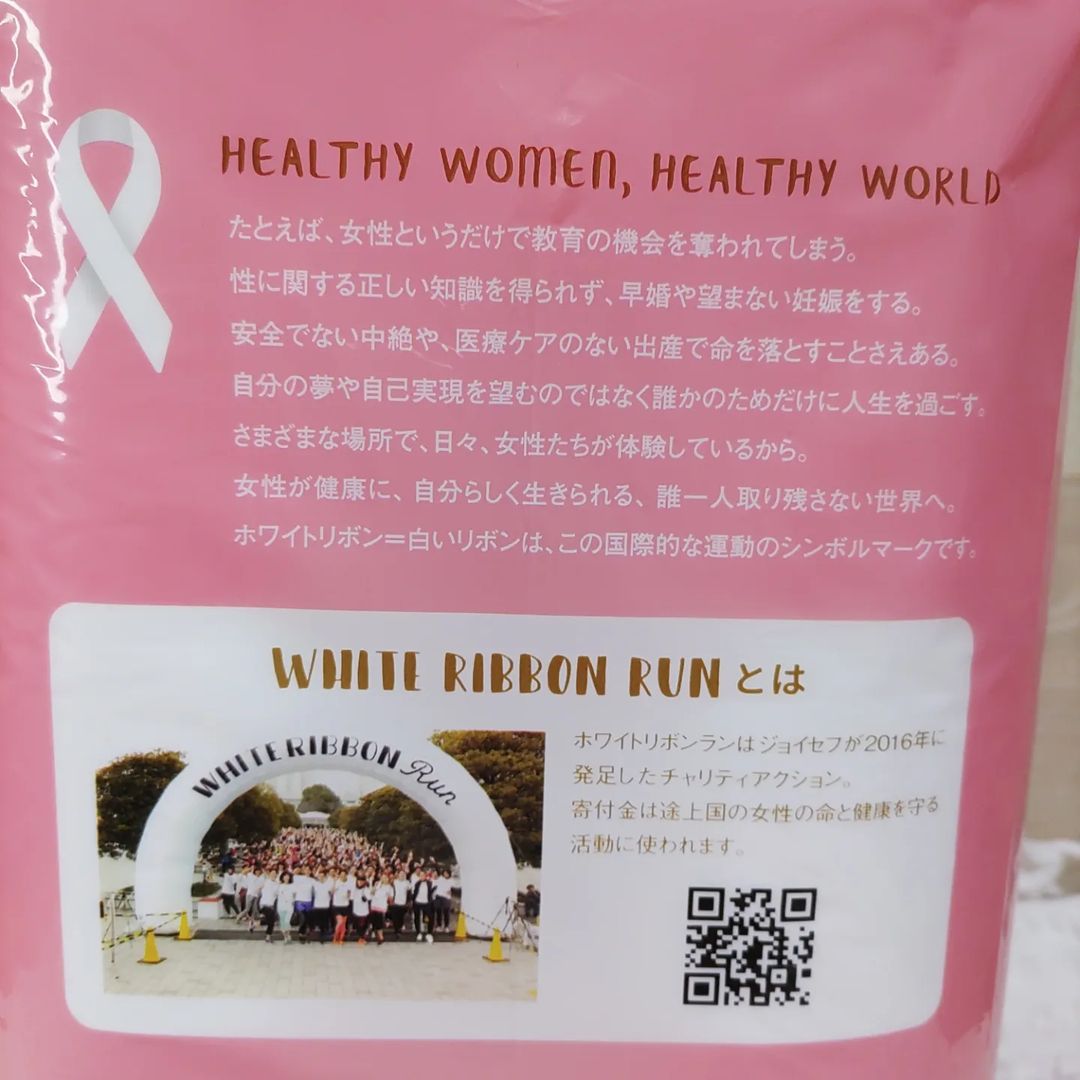 HEALTHY WOMEN, HEALTHY WORLD
たとえば、女性というだけで教育の機会を奪われてしまう。
性に関する正しい知識を得られず、早婚や望まない妊娠をする。
安全でない中絶や、医療ケアのない出産で命を落とすことさえある。
自分の夢や自己実現を望むのではなく誰かのためだけに人生を過ごす。
さまざまな場所で、日々、女性たちが体験しているから。
女性が健康に、自分らしく生きられる、誰一人取り残さない世界へ。
ホワイトリボン＝白いリボンは、この国際的な運動のシンボルマークです。
WHITE RIBBON RUN とは
WHITE RIBBON Run
ホワイトリボンランはジョイセフが2016年に
発足したチャリティアクション。
寄付金は途上国の女性の命と健康を守る
活動に使われます。